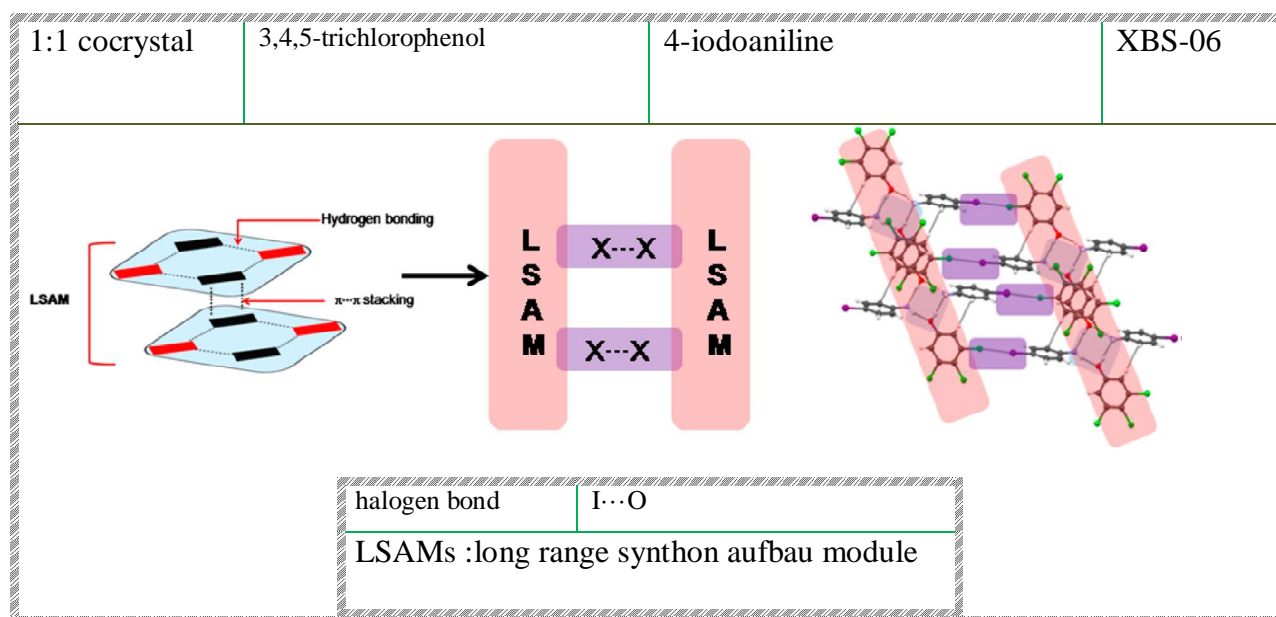 1:1 cocrystal
3,4,5-trichlorophenol
4-iodoaniline
XBS-06
Hydrogen bonding
LSAM
π---π stacking
L
S
A
M
X---X
X---X
L
S
A
M
halogen bond
I···O
LSAMs :long range synthon aufbau module